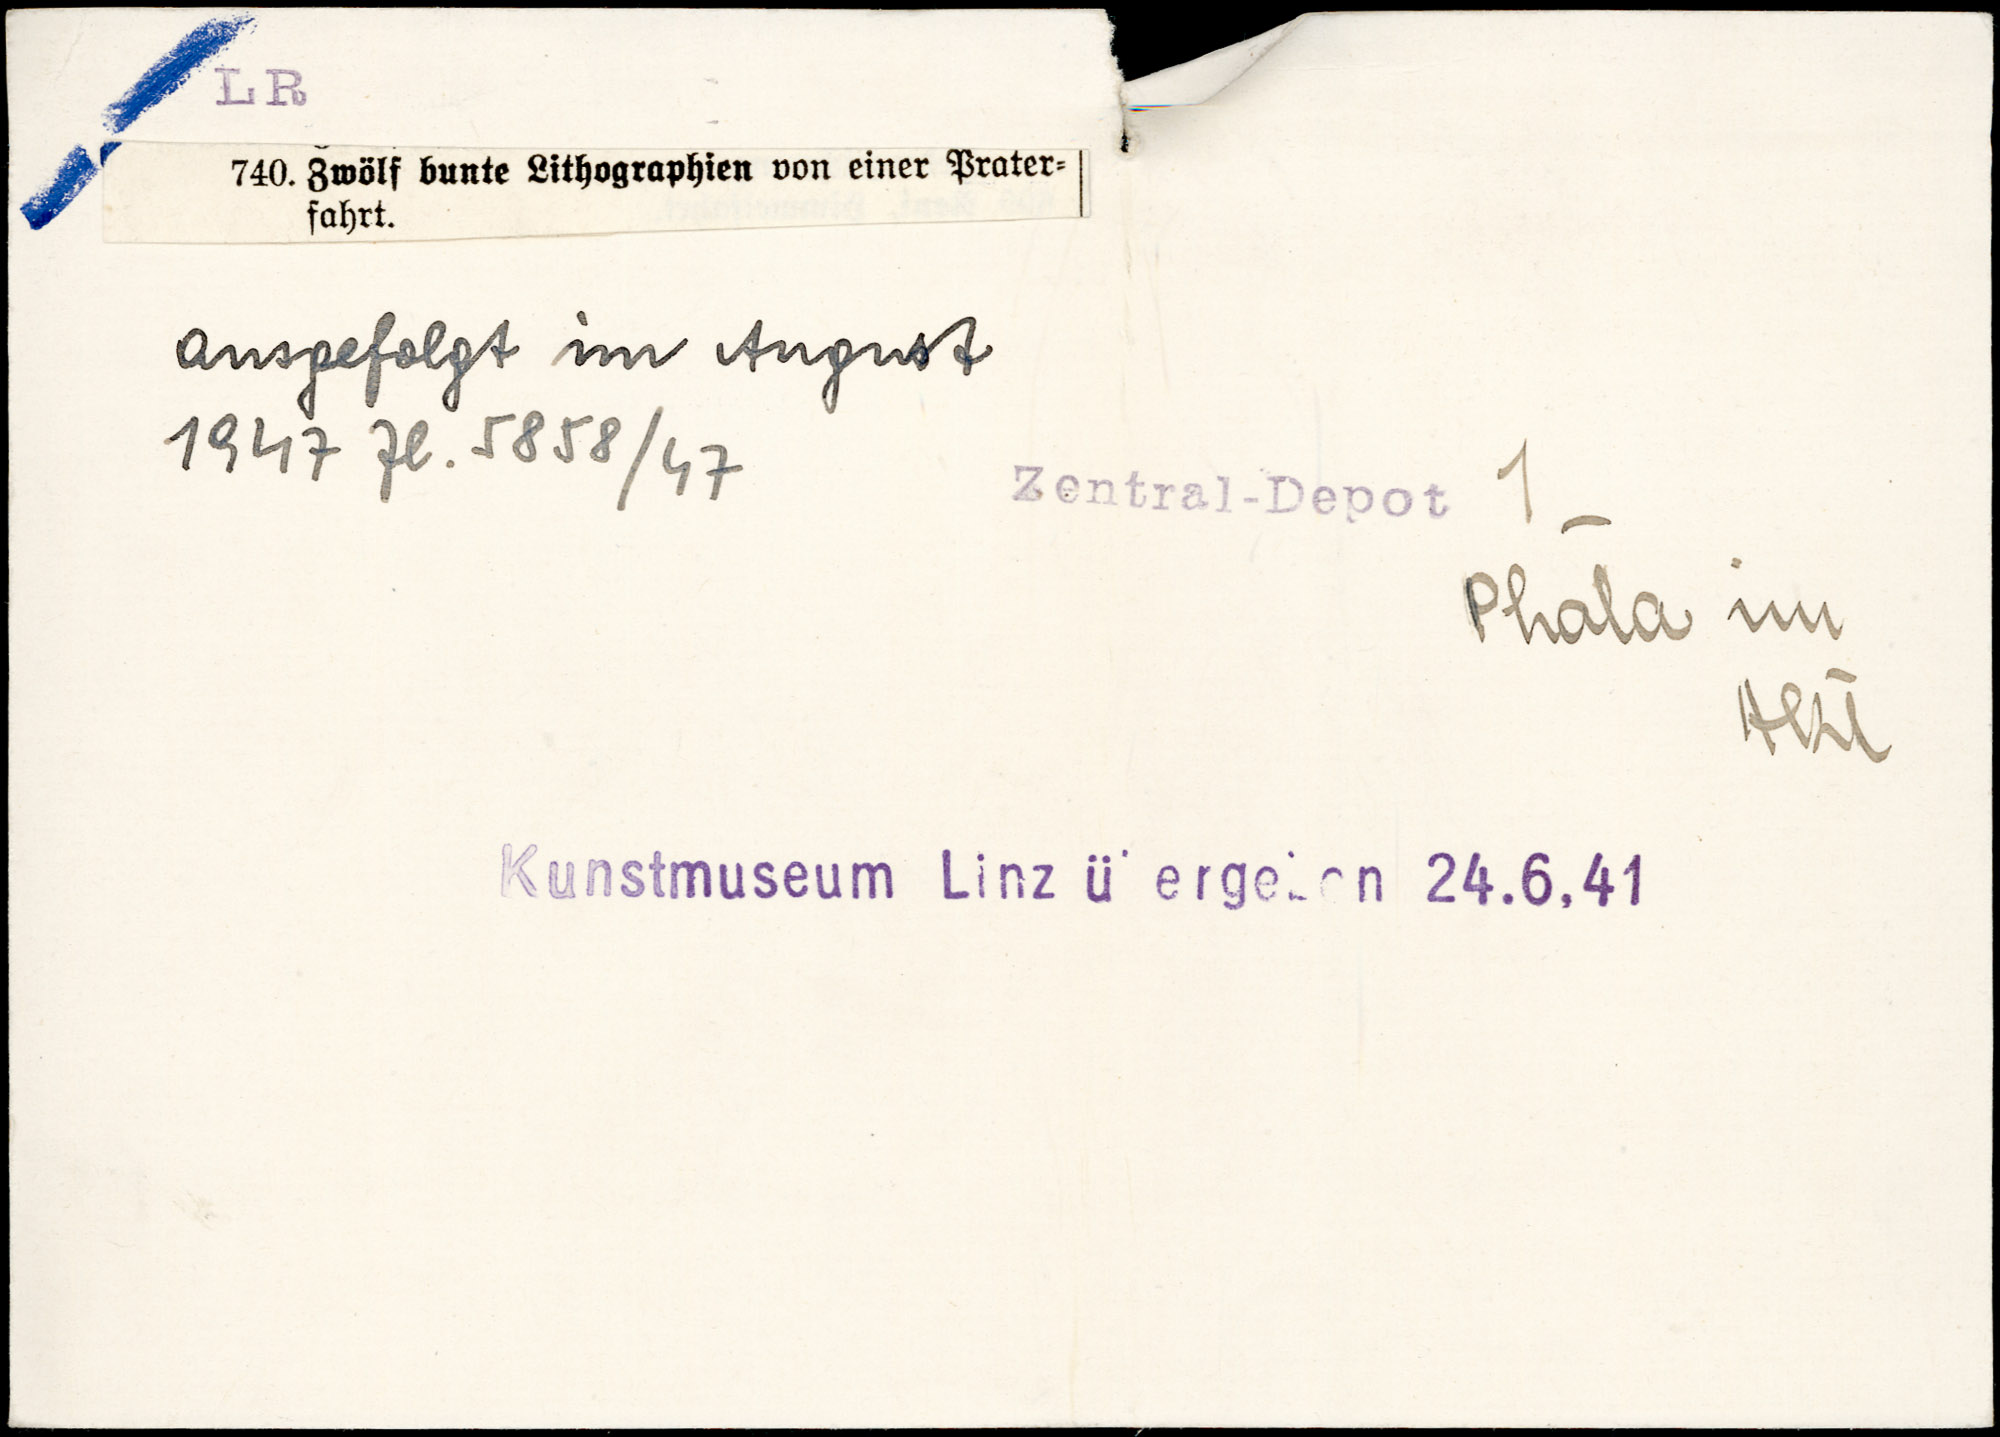 LR
740. Zwölf bunte Lithographien von einer Prater-
fahrt.
ausgefolgt im August
1947 Zl. 5858/47
Zentral-Depot 1
im
Kunstmuseum Linz ü ergeben 24.6.41